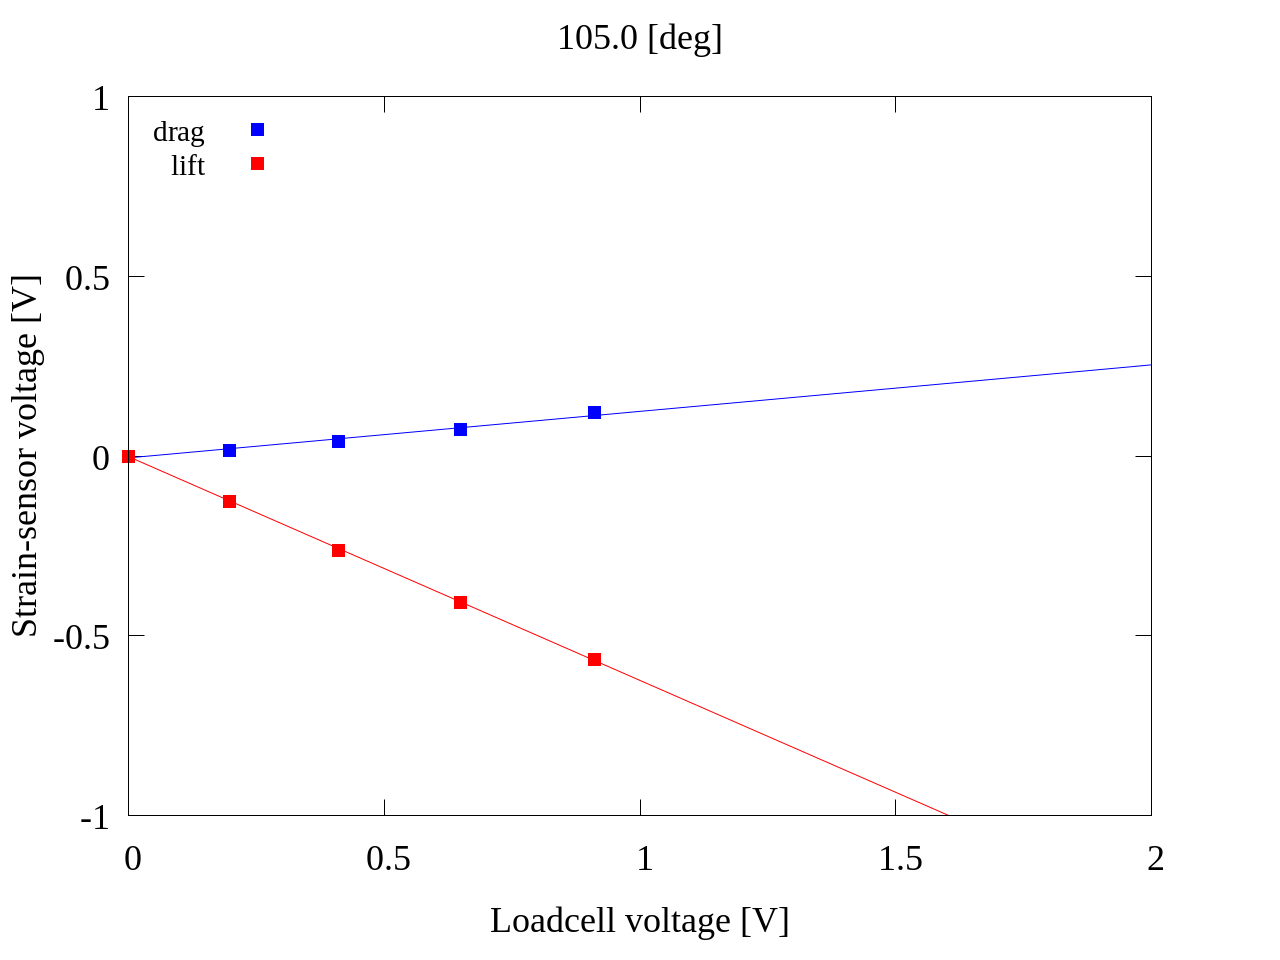 105.0 [deg]
drag
lift
1
0.5
0
-0.5
-1
Strain-sensor voltage [V]
0 0.5 1 1.5 2
Loadcell voltage [V]